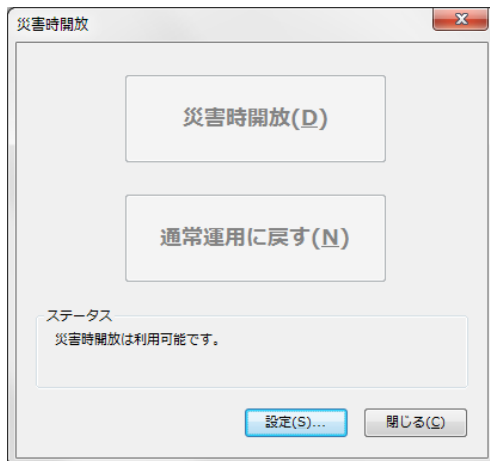 災害時開放
災害時開放(D)
通常運用に戻す(N)
ステータス
災害時開放は利用可能です。
設定(S)... 閉じる(C)